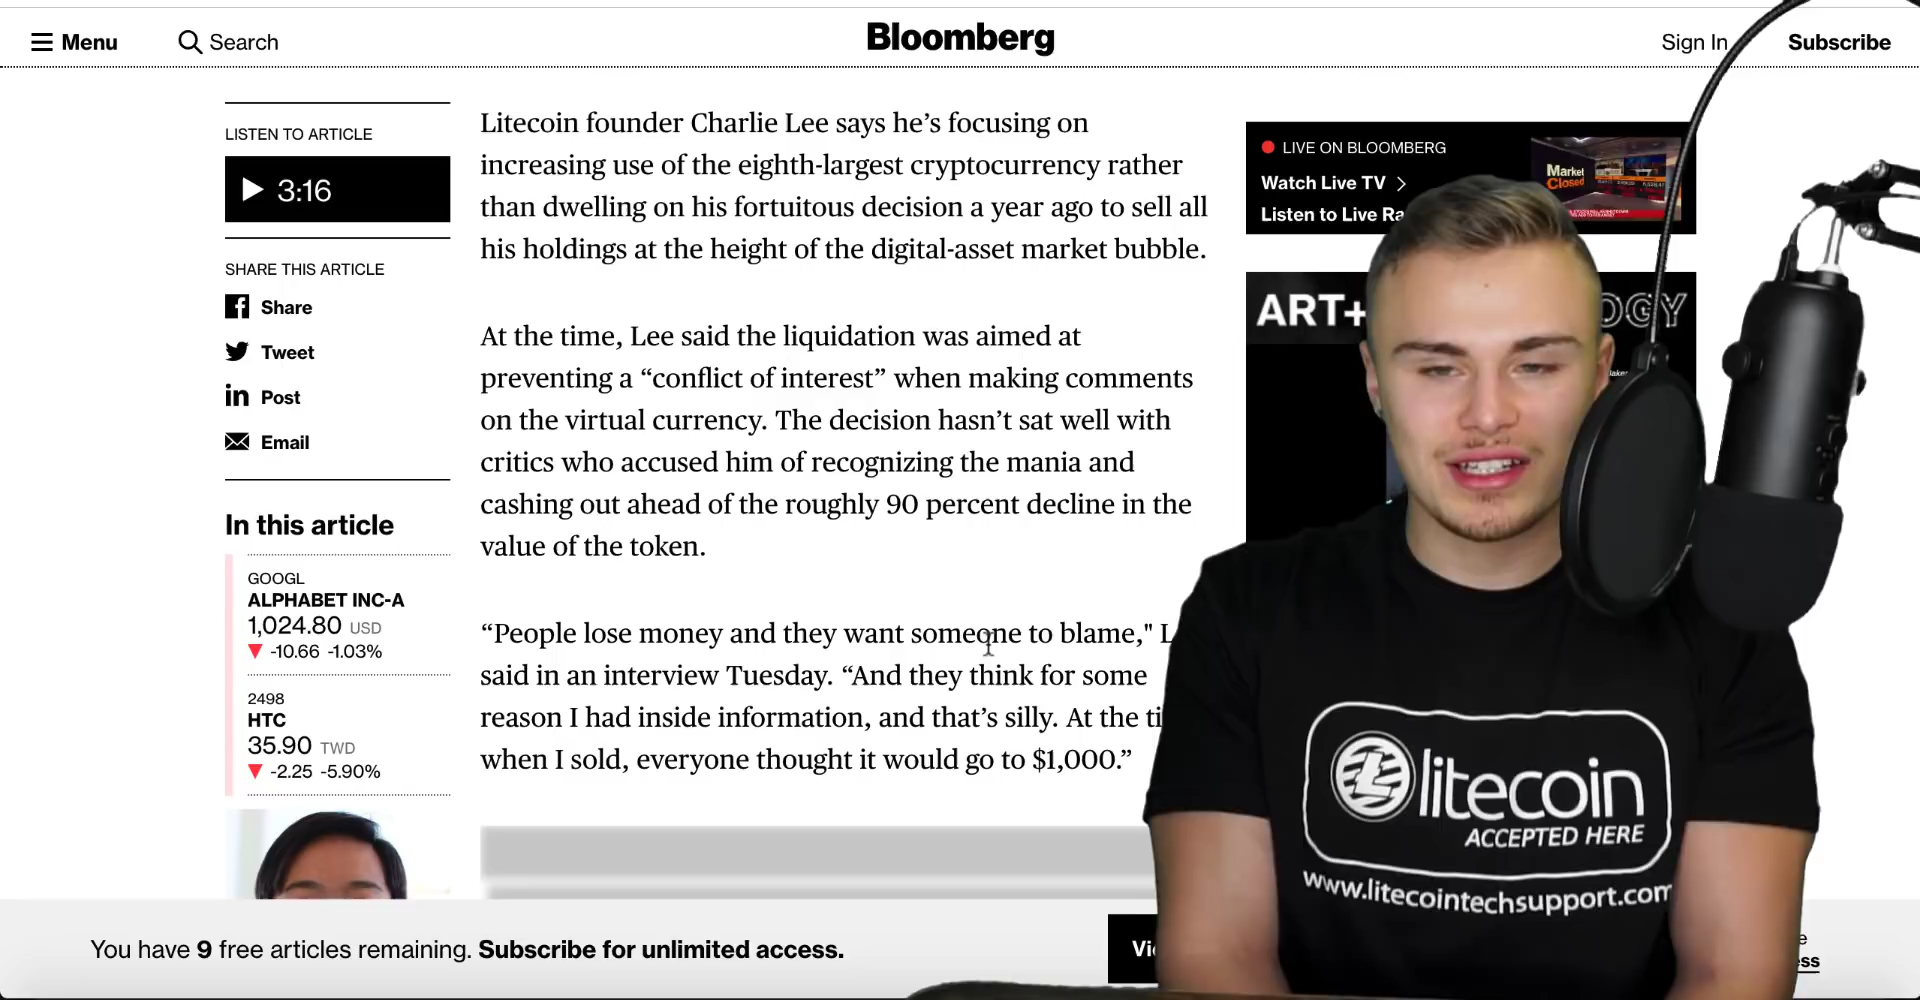 Menu
Search
Bloomberg
Sign In
Subscribe
LISTEN TO ARTICLE
3:16
SHARE THIS ARTICLE
Share
Tweet
Post
Email
In this article
GOOGL
ALPHABET INC-A
1,024.80 USD
-10.66 -1.03%
2498
HTC
35.90 TWD
-2.25 -5.90%
Litecoin founder Charlie Lee says he’s focusing on
increasing use of the eighth-largest cryptocurrency rather
than dwelling on his fortuitous decision a year ago to sell all
his holdings at the height of the digital-asset market bubble.
At the time, Lee said the liquidation was aimed at
preventing a “conflict of interest” when making comments
on the virtual currency. The decision hasn’t sat well with
critics who accused him of recognizing the mania and
cashing out ahead of the roughly 90 percent decline in the
value of the token.
“People lose money and they want someone to blame," L
said in an interview Tuesday. “And they think for some
reason I had inside information, and that’s silly. At the ti
when I sold, everyone thought it would go to $1,000.”
LIVE ON BLOOMBERG
Watch Live TV
Listen to Live Ra
Market
Closed
ART+
OGY
litecoin
ACCEPTED HERE
www.litecointechsupport.com
You have 9 free articles remaining. Subscribe for unlimited access.
Vi